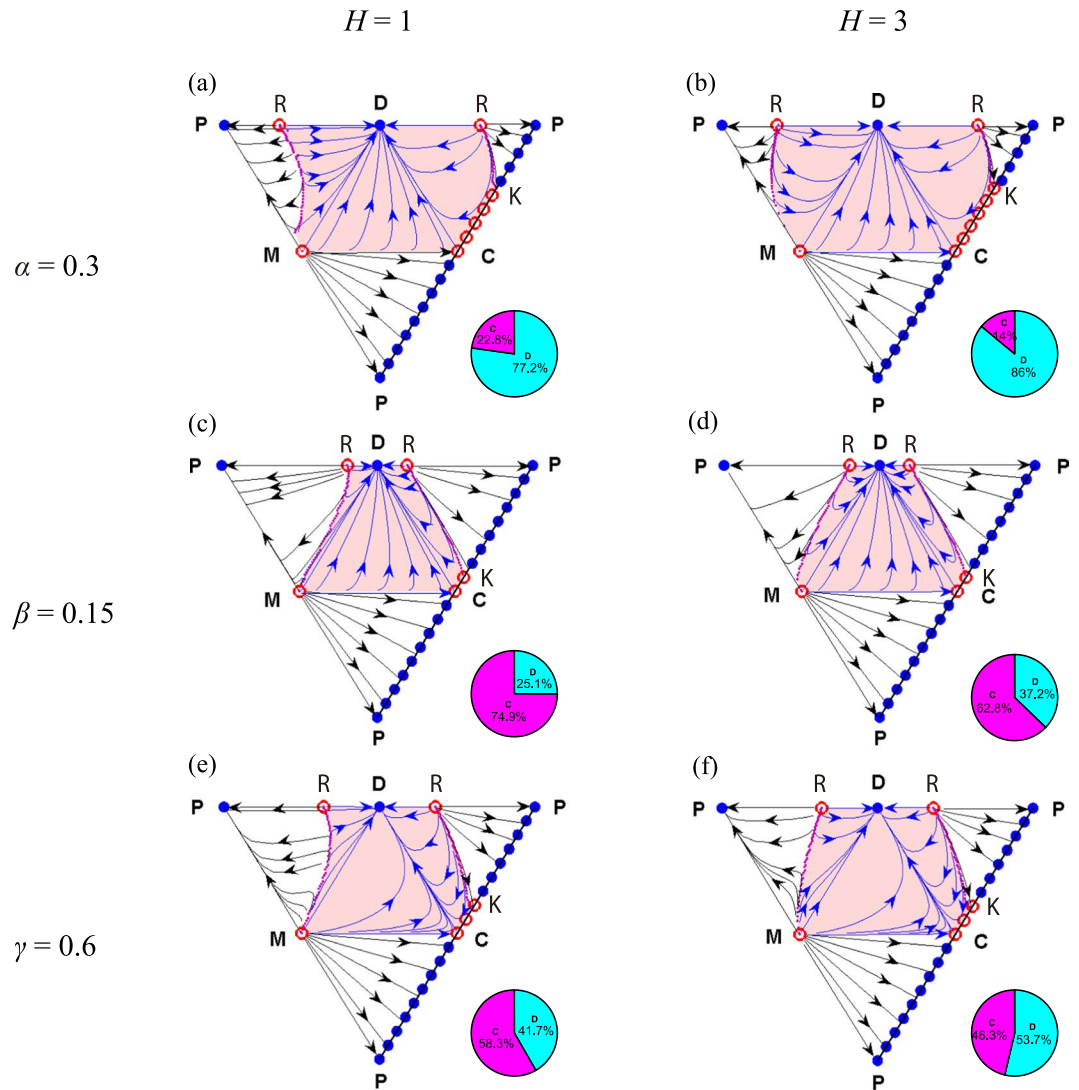 H = 1
H = 3
(a)
(b)
R
D
R
R
D
R
P
P
P
P
K
K
M
C
M
C
α = 0.3
C
22.8%
D
77.2%
C
14%
D
86%
P
P
(c)
(d)
R
D
R
R
D
R
P
P
P
P
K
K
M
C
M
C
β = 0.15
D
25.1%
C
74.9%
D
37.2%
C
62.8%
P
P
(e)
(f)
R
D
R
R
D
R
P
P
P
P
K
K
M
C
M
C
γ = 0.6
C
58.3%
D
41.7%
C
46.3%
D
53.7%
P
P